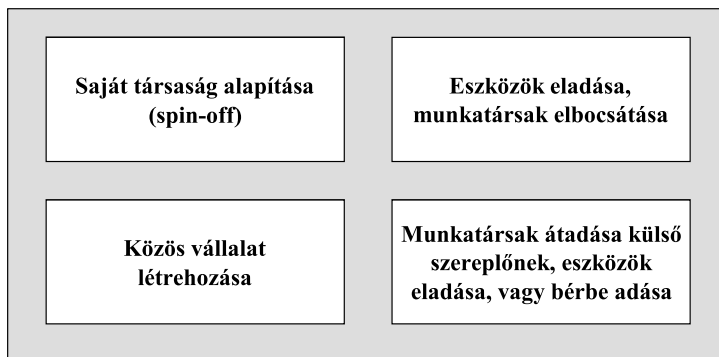 Saját társaság alapítása
(spin-off)
Eszközök eladása,
munkatársak elbocsátása
Közös vállalat
létrehozása
Munkatársak átadása külső
szereplőnek, eszközök
eladása, vagy bérbe adása